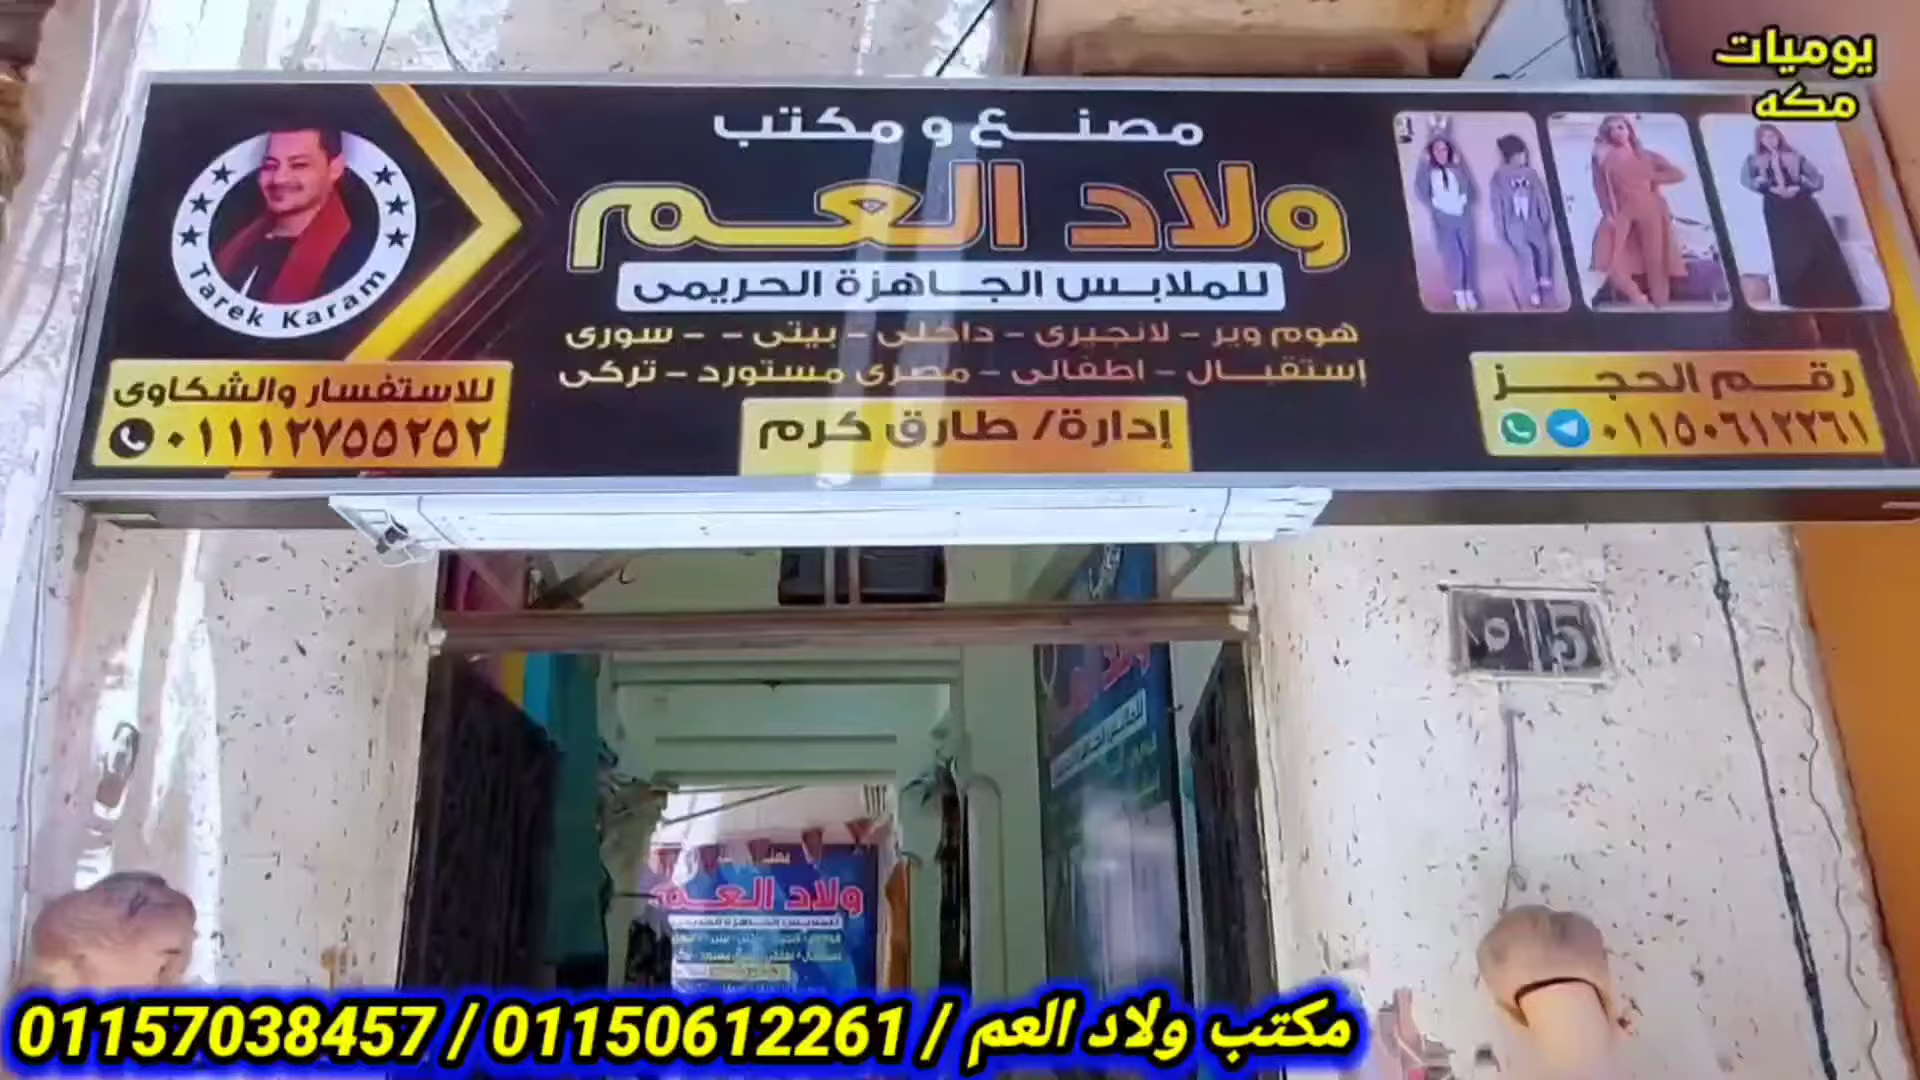 يوميات
مكه
مصنع و مكتب
ولاد العم
للملابس الجاهزة الحريمى
هوم وير - لانجيرى - داخلى - بيتى - - سورى
إستقبال - اطفالى - مصرى مستورد - تركى
إدارة/ طارق كرم
Tarek Karam
للاستفسار والشكاوى
٠١١١٢٧٥٥٢٥٢
رقم الحجز
٠١١٥٠٦١٢٢٦١
٥ 15
ولاد العم
مكتب ولاد العم / 01150612261 / 01157038457